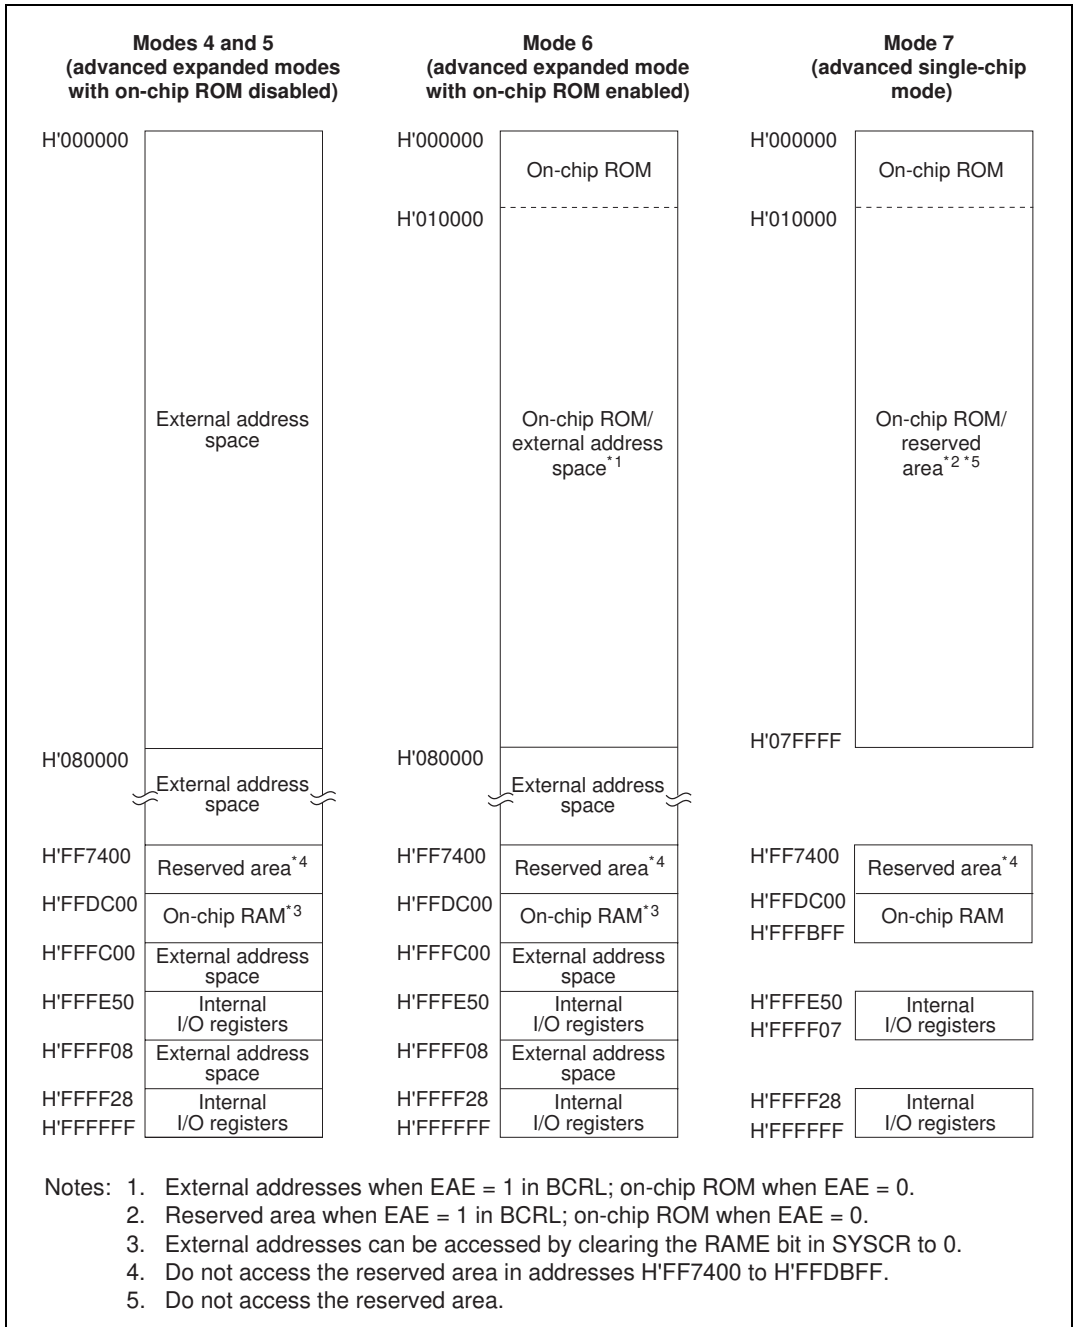 Modes 4 and 5
(advanced expanded modes
with on-chip ROM disabled)
H'000000
External address
space
H'080000
External address
space
H'FF7400
Reserved area*4
H'FFDC00
On-chip RAM*3
H'FFFC00
External address
space
H'FFFE50
Internal
I/O registers
H'FFFF08
External address
space
H'FFFF28
Internal
I/O registers
H'FFFFFF
Mode 6
(advanced expanded mode
with on-chip ROM enabled)
H'000000
On-chip ROM
H'010000
On-chip ROM/
external address
space*1
H'080000
External address
space
H'FF7400
Reserved area*4
H'FFDC00
On-chip RAM*3
H'FFFC00
External address
space
H'FFFE50
Internal
I/O registers
H'FFFF08
External address
space
H'FFFF28
Internal
I/O registers
H'FFFFFF
Mode 7
(advanced single-chip
mode)
H'000000
On-chip ROM
H'010000
On-chip ROM/
reserved
area*2 *5
H'07FFFF
H'FF7400
Reserved area*4
H'FFDC00
On-chip RAM
H'FFFBFF
H'FFFE50
Internal
I/O registers
H'FFFF07
H'FFFF28
Internal
I/O registers
H'FFFFFF
Notes: 1. External addresses when EAE = 1 in BCRL; on-chip ROM when EAE = 0.
2. Reserved area when EAE = 1 in BCRL; on-chip ROM when EAE = 0.
3. External addresses can be accessed by clearing the RAME bit in SYSCR to 0.
4. Do not access the reserved area in addresses H'FF7400 to H'FFDBFF.
5. Do not access the reserved area.